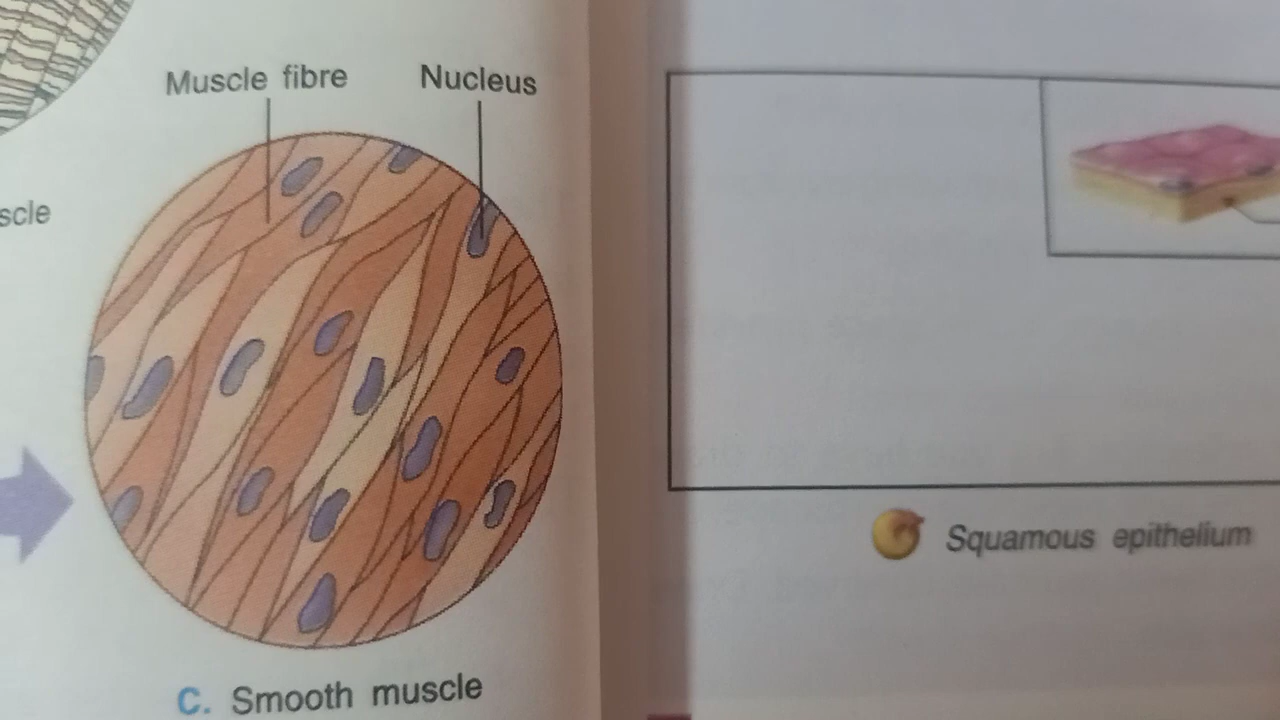 Muscle fibre
Nucleus
scle
C. Smooth muscle
Squamous epithelium